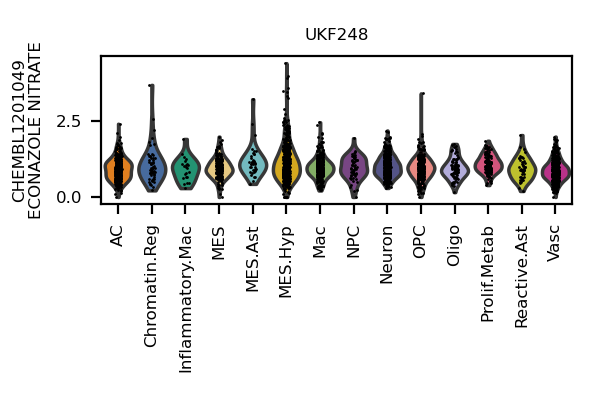 UKF248
CHEMBL1201049
ECONAZOLE NITRATE
2.5
0.0
AC
Chromatin.Reg
Inflammatory.Mac
MES
MES.Ast
MES.Hyp
Mac
NPC
Neuron
OPC
Oligo
Prolif.Metab
Reactive.Ast
Vasc